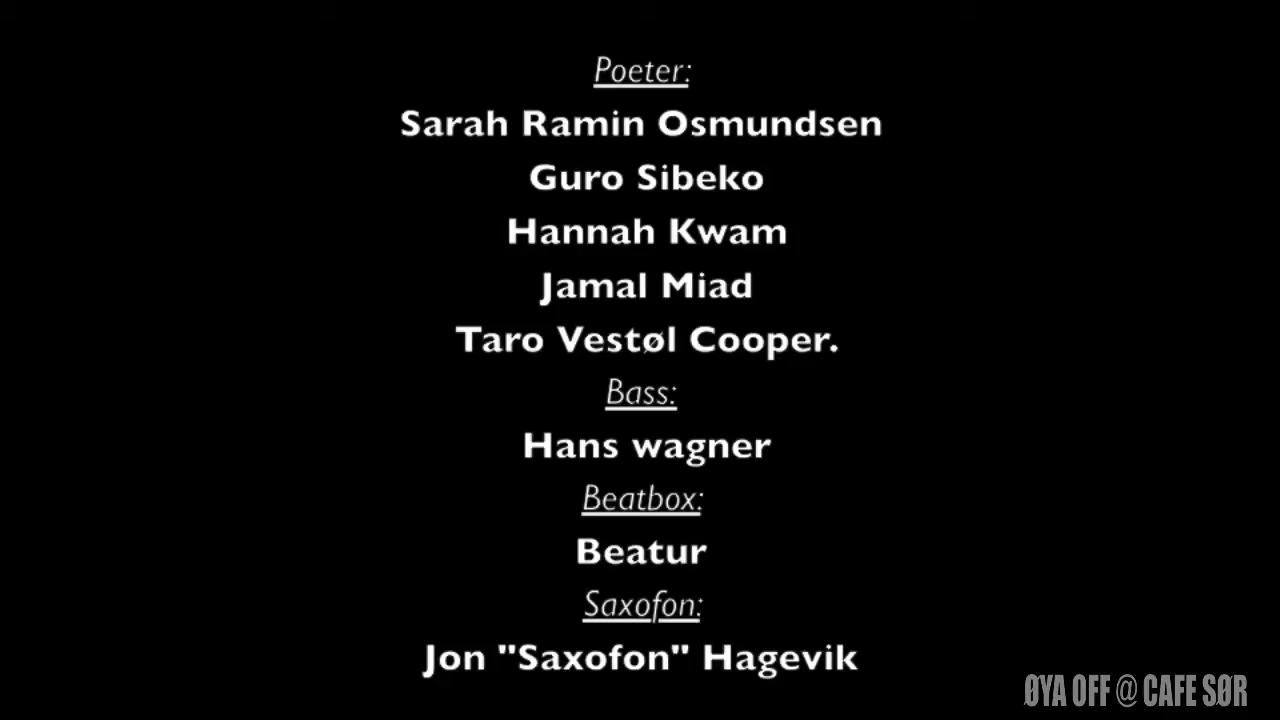 Poeter:
Sarah Ramin Osmundsen
Guro Sibeko
Hannah Kwam
Jamal Miad
Taro Vestøl Cooper.
Bass:
Hans wagner
Beatbox:
Beatur
Saxofon:
Jon "Saxofon" Hagevik
ØYA OFF @ CAFE SØR